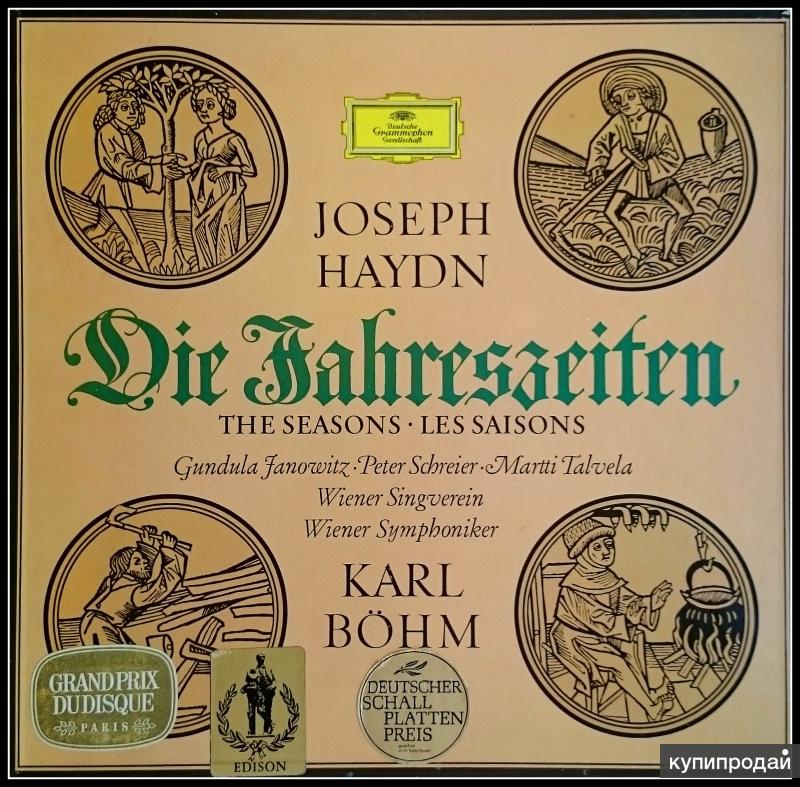 Deutsche
Grammophon
Gesellschaft
JOSEPH
HAYDN
Die Jahreszeiten
THE SEASONS · LES SAISONS
Gundula Janowitz · Peter Schreier · Martti Talvela
Wiener Singverein
Wiener Symphoniker
KARL
BÖHM
GRAND PRIX
DU DISQUE
PARIS
EDISON
DEUTSCHER
SCHALL
PLATTEN
PREIS
купипродай